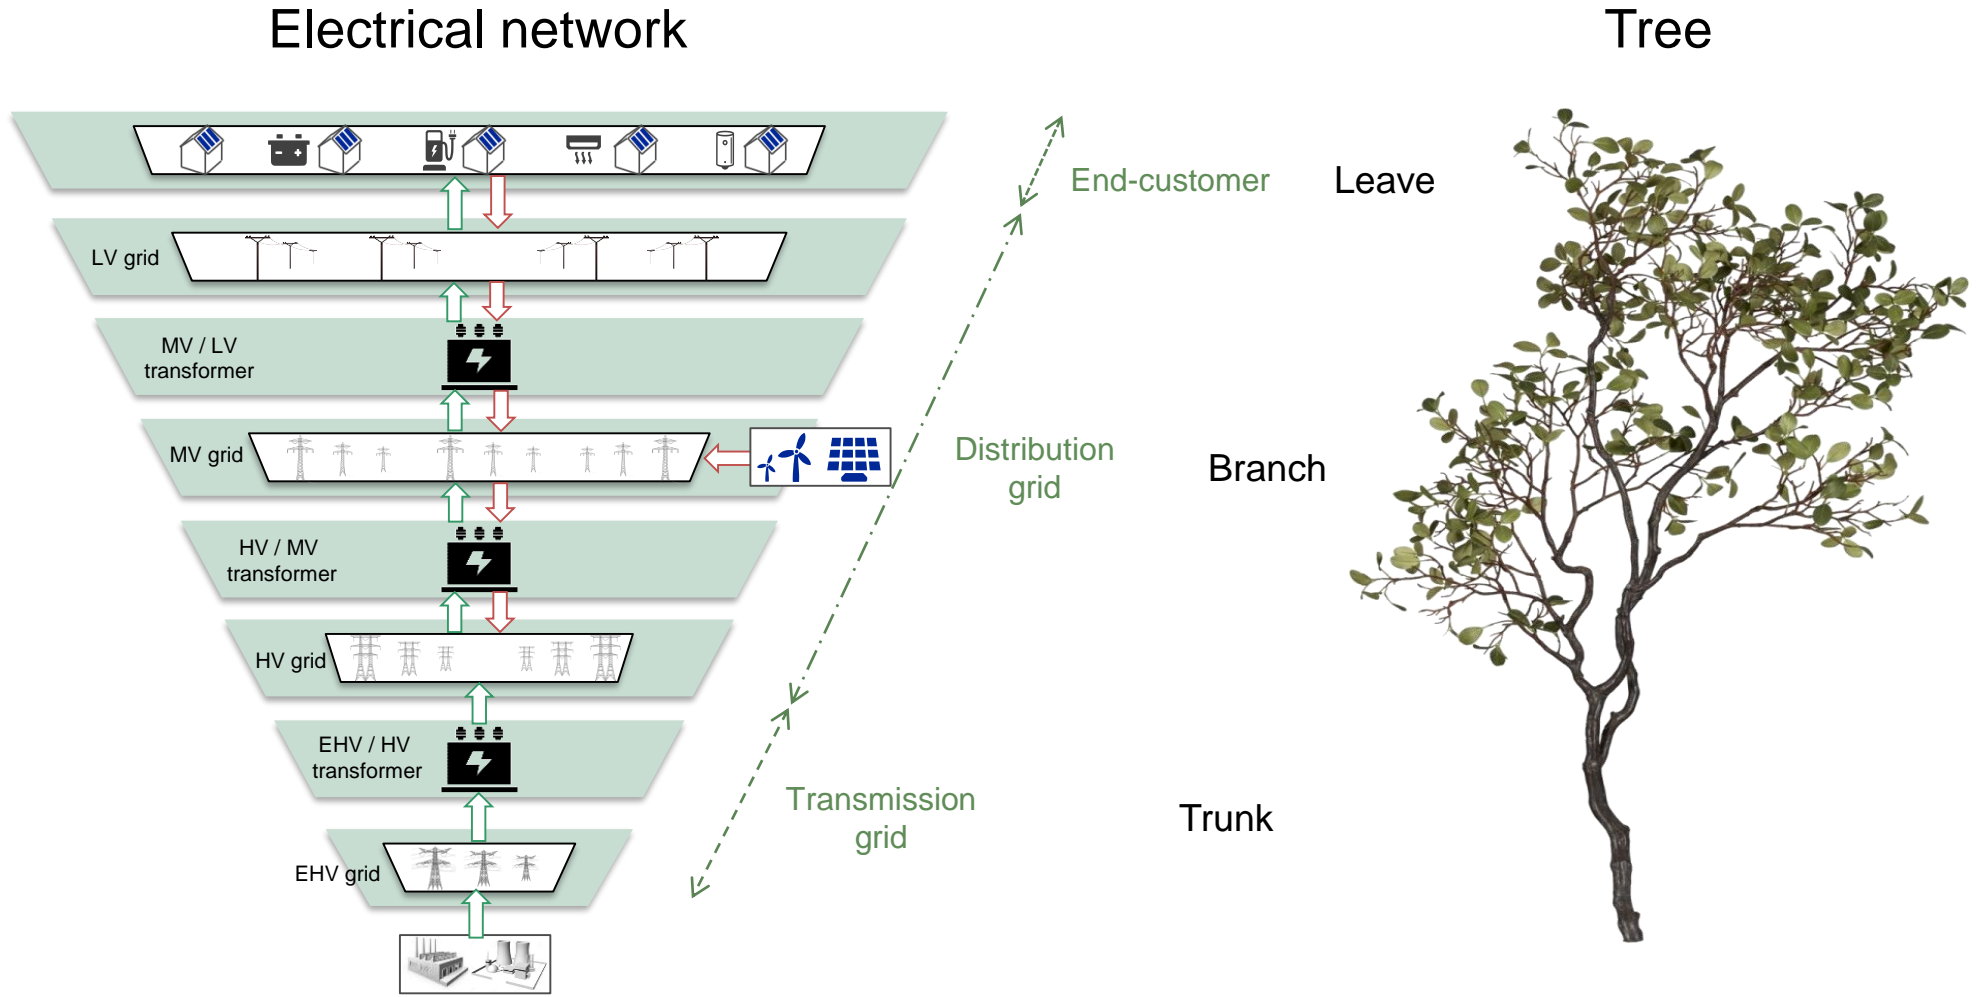 Electrical network
Tree
End-customer
Leave
LV grid
MV / LV
transformer
MV grid
Distribution
grid
Branch
HV / MV
transformer
HV grid
EHV / HV
transformer
Transmission
grid
Trunk
EHV grid